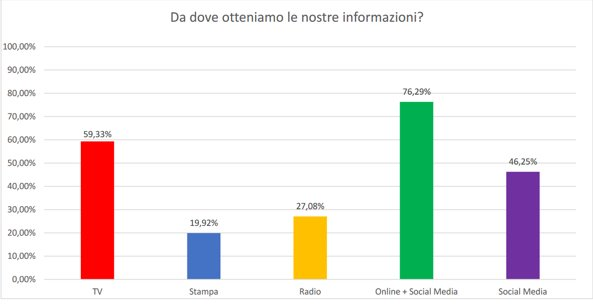 Da dove otteniamo le nostre informazioni?
100,00%
90,00%
80,00%
70,00%
60,00%
50,00%
40,00%
30,00%
20,00%
10,00%
0,00%
59,33%
19,92%
27,08%
76,29%
46,25%
TV
Stampa
Radio
Online + Social Media
Social Media